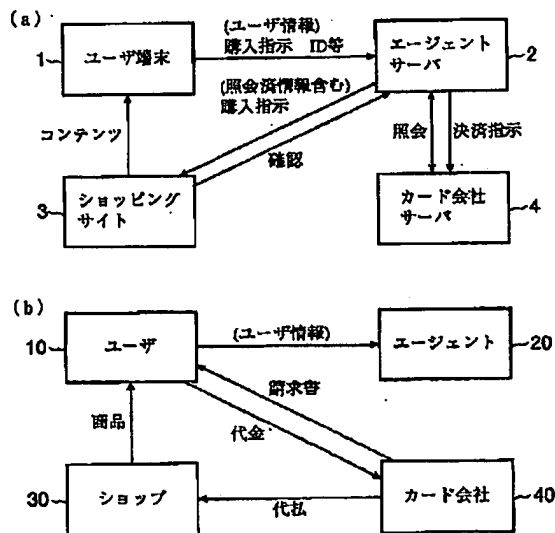 (a)
(ユーザ情報)
購入指示 ID等
1
ユーザ端末
エージェント
サーバ
2
(照会済情報含む)
購入指示
コンテンツ
確認
照会
決済指示
3
ショッピング
サイト
カード会社
サーバ
4
(b)
10
ユーザ
(ユーザ情報)
エージェント
20
請求書
商品
代金
30
ショップ
代払
カード会社
40